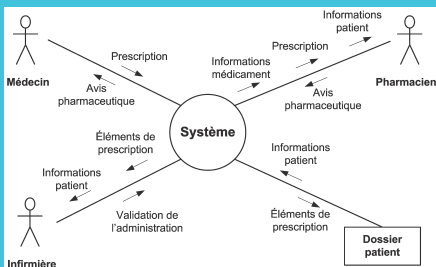 Informations
patient
Prescription
Prescription
Informations
médicament
Médecin
Pharmacien
Avis
pharmaceutique
Avis
pharmaceutique
Système
Éléments de
prescription
Informations
patient
Informations
patient
Validation de
l'administration
Éléments de
prescription
Dossier
patient
Infirmière